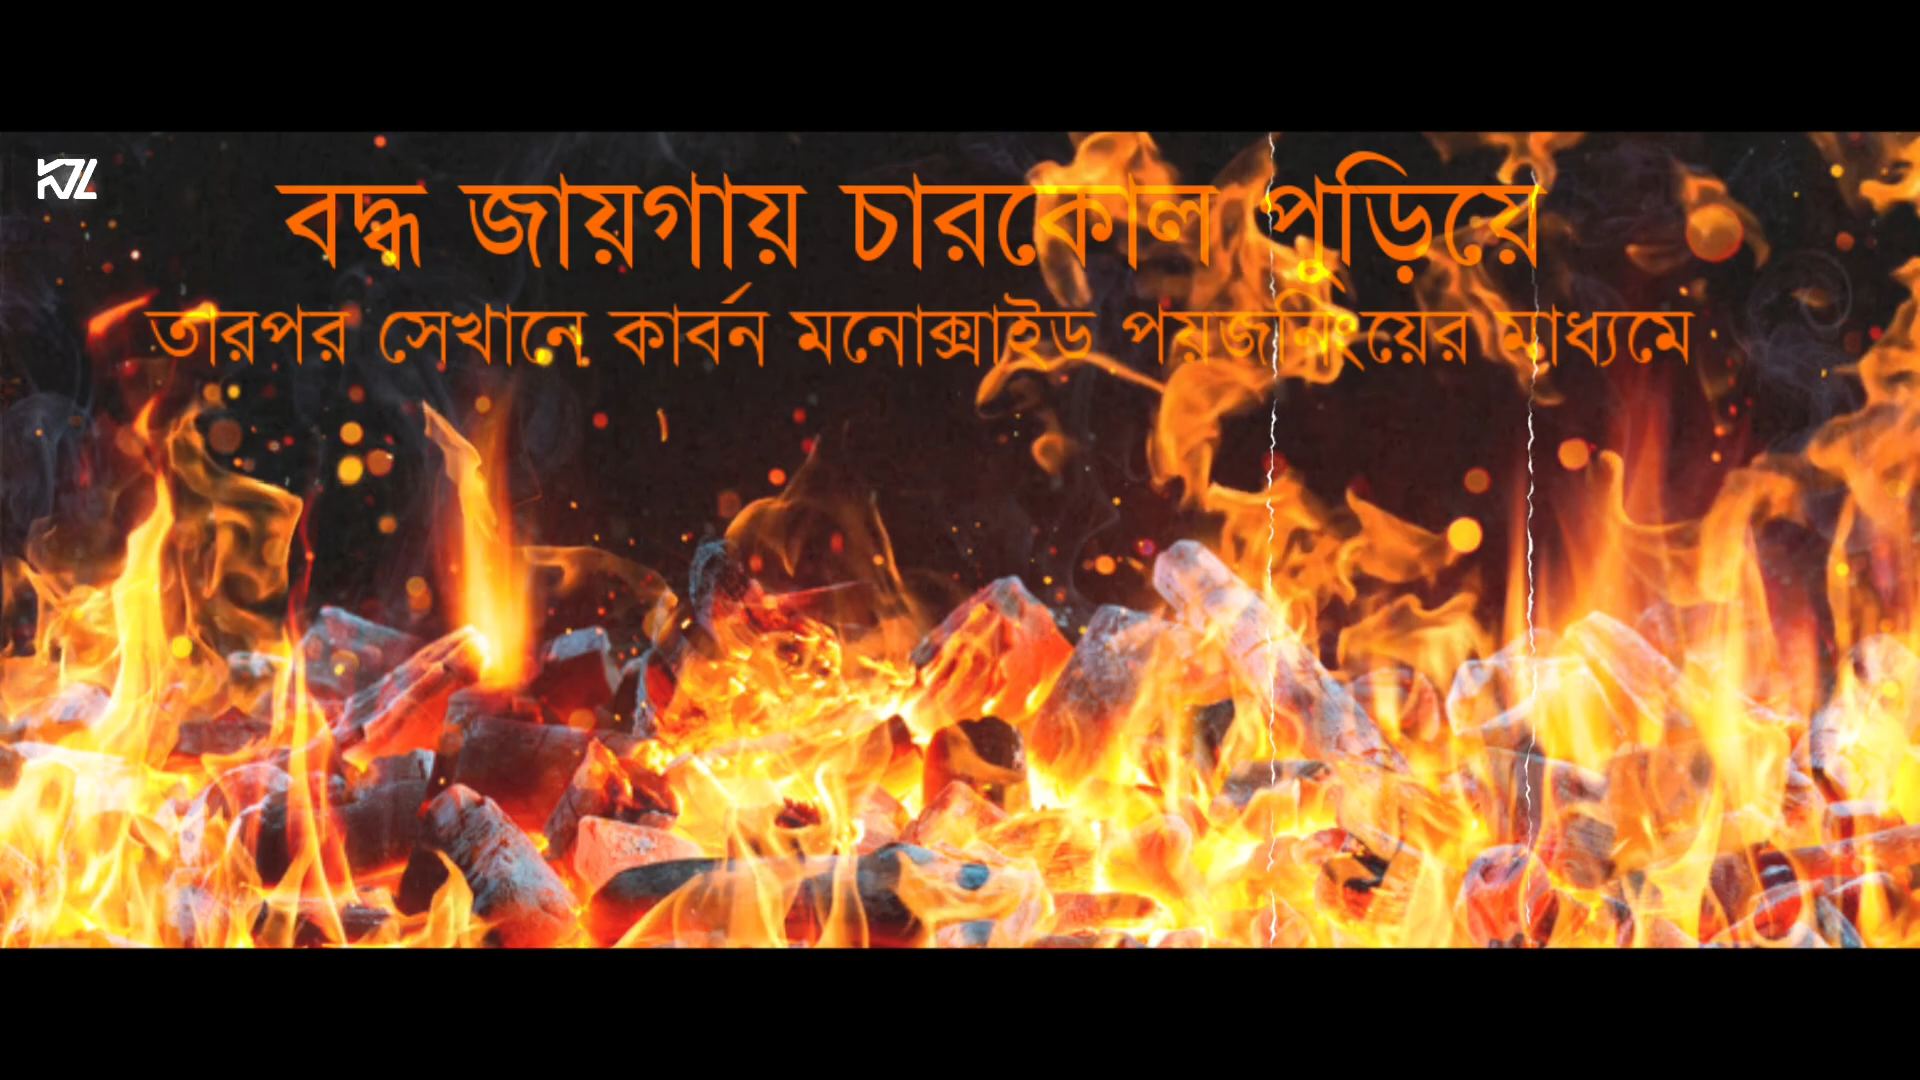 বদ্ধ জায়গায় চারকোল পুড়িয়ে
তারপর সেখানে কার্বন মনোক্সাইড পয়জনিংয়ের মাধ্যমে